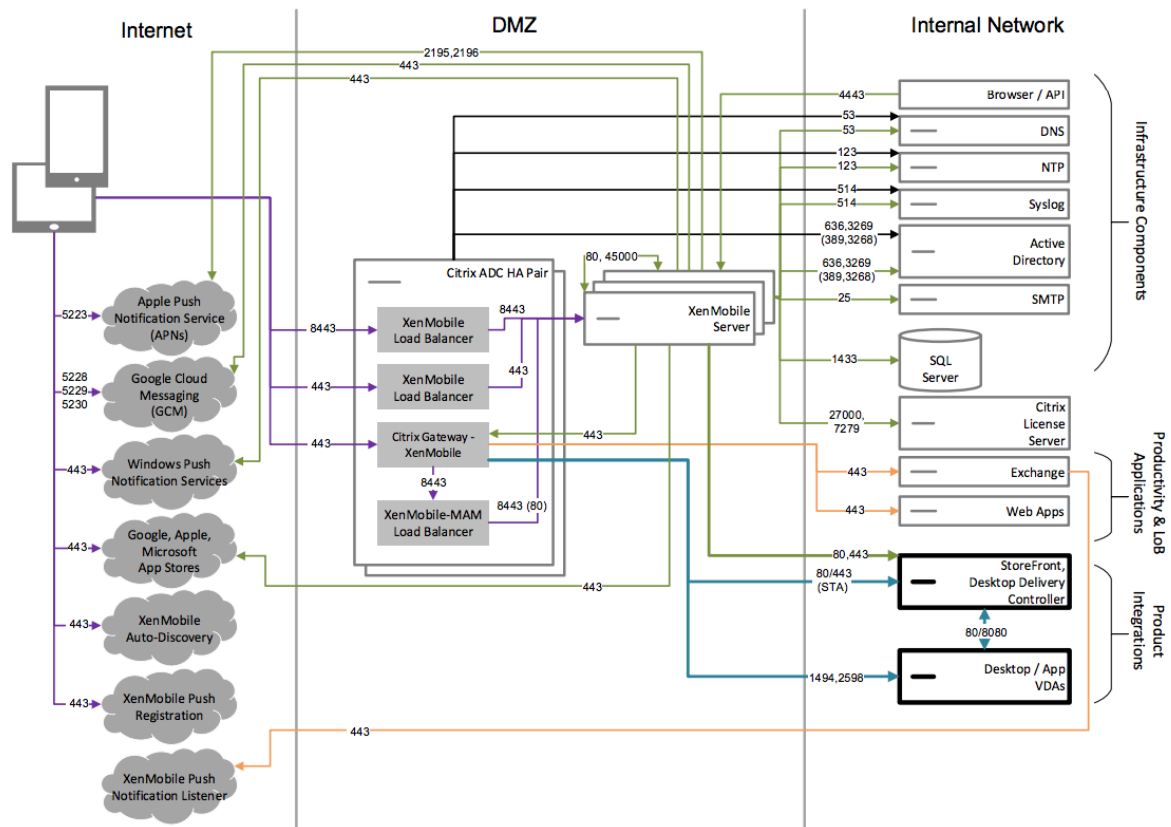 Internet
DMZ
Internal Network
2195,2196
443
443
4443
Browser / API
53
53
DNS
123
123
NTP
514
514
Syslog
636,3269
(389,3268)
636,3269
(389,3268)
Active
Directory
25
SMTP
1433
SQL
Server
27000,
7279
Citrix
License
Server
Infrastructure Components
Citrix ADC HA Pair
80, 45000
XenMobile
Server
5223
Apple Push
Notification Service
(APNs)
8443
XenMobile
Load Balancer
8443
5228
5229
5230
Google Cloud
Messaging
(GCM)
443
XenMobile
Load Balancer
443
443
Citrix Gateway -
XenMobile
443
443
Windows Push
Notification Services
8443
XenMobile-MAM
Load Balancer
8443 (80)
443
Exchange
443
Web Apps
Productivity & LoB
Applications
443
Google, Apple,
Microsoft
App Stores
443
80,443
80/443
(STA)
StoreFront,
Desktop Delivery
Controller
443
XenMobile
Auto-Discovery
80/8080
Product
Integrations
443
XenMobile Push
Registration
1494,2598
Desktop / App
VDAs
443
XenMobile Push
Notification Listener